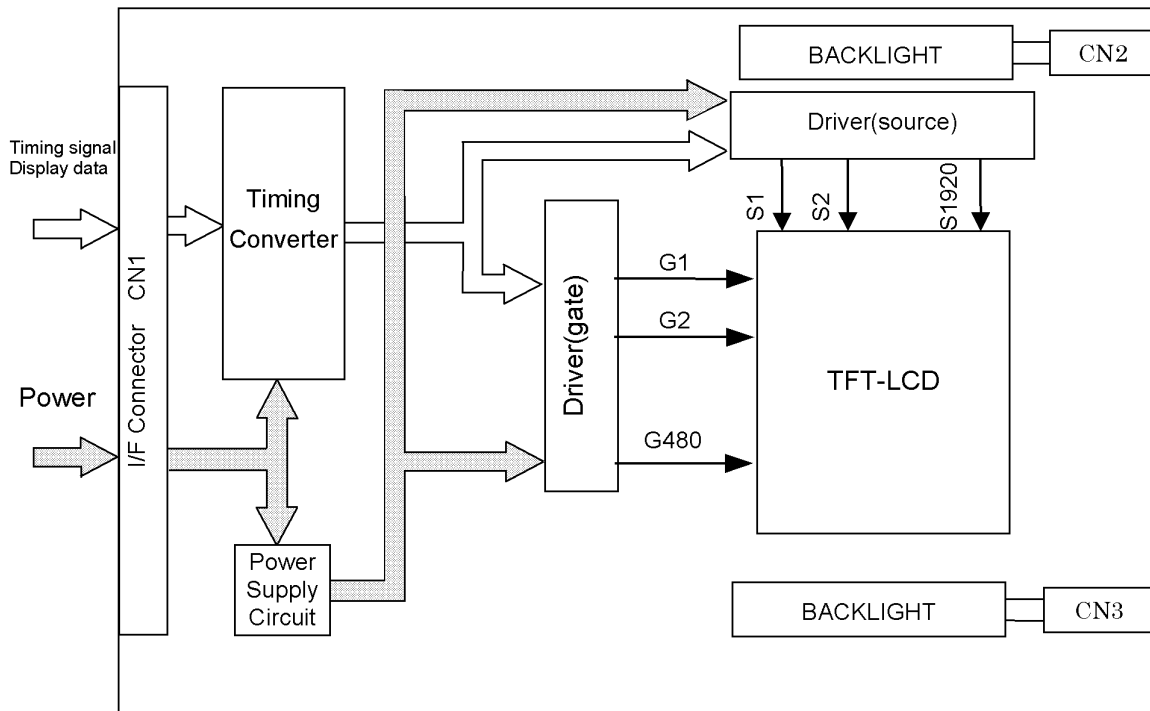 BACKLIGHT
CN2
Driver(source)
Timing signal
Display data
Timing
Converter
S1
S2
S1920
I/F Connector CN1
Driver(gate)
G1
G2
G480
TFT-LCD
Power
Power
Supply
Circuit
BACKLIGHT
CN3